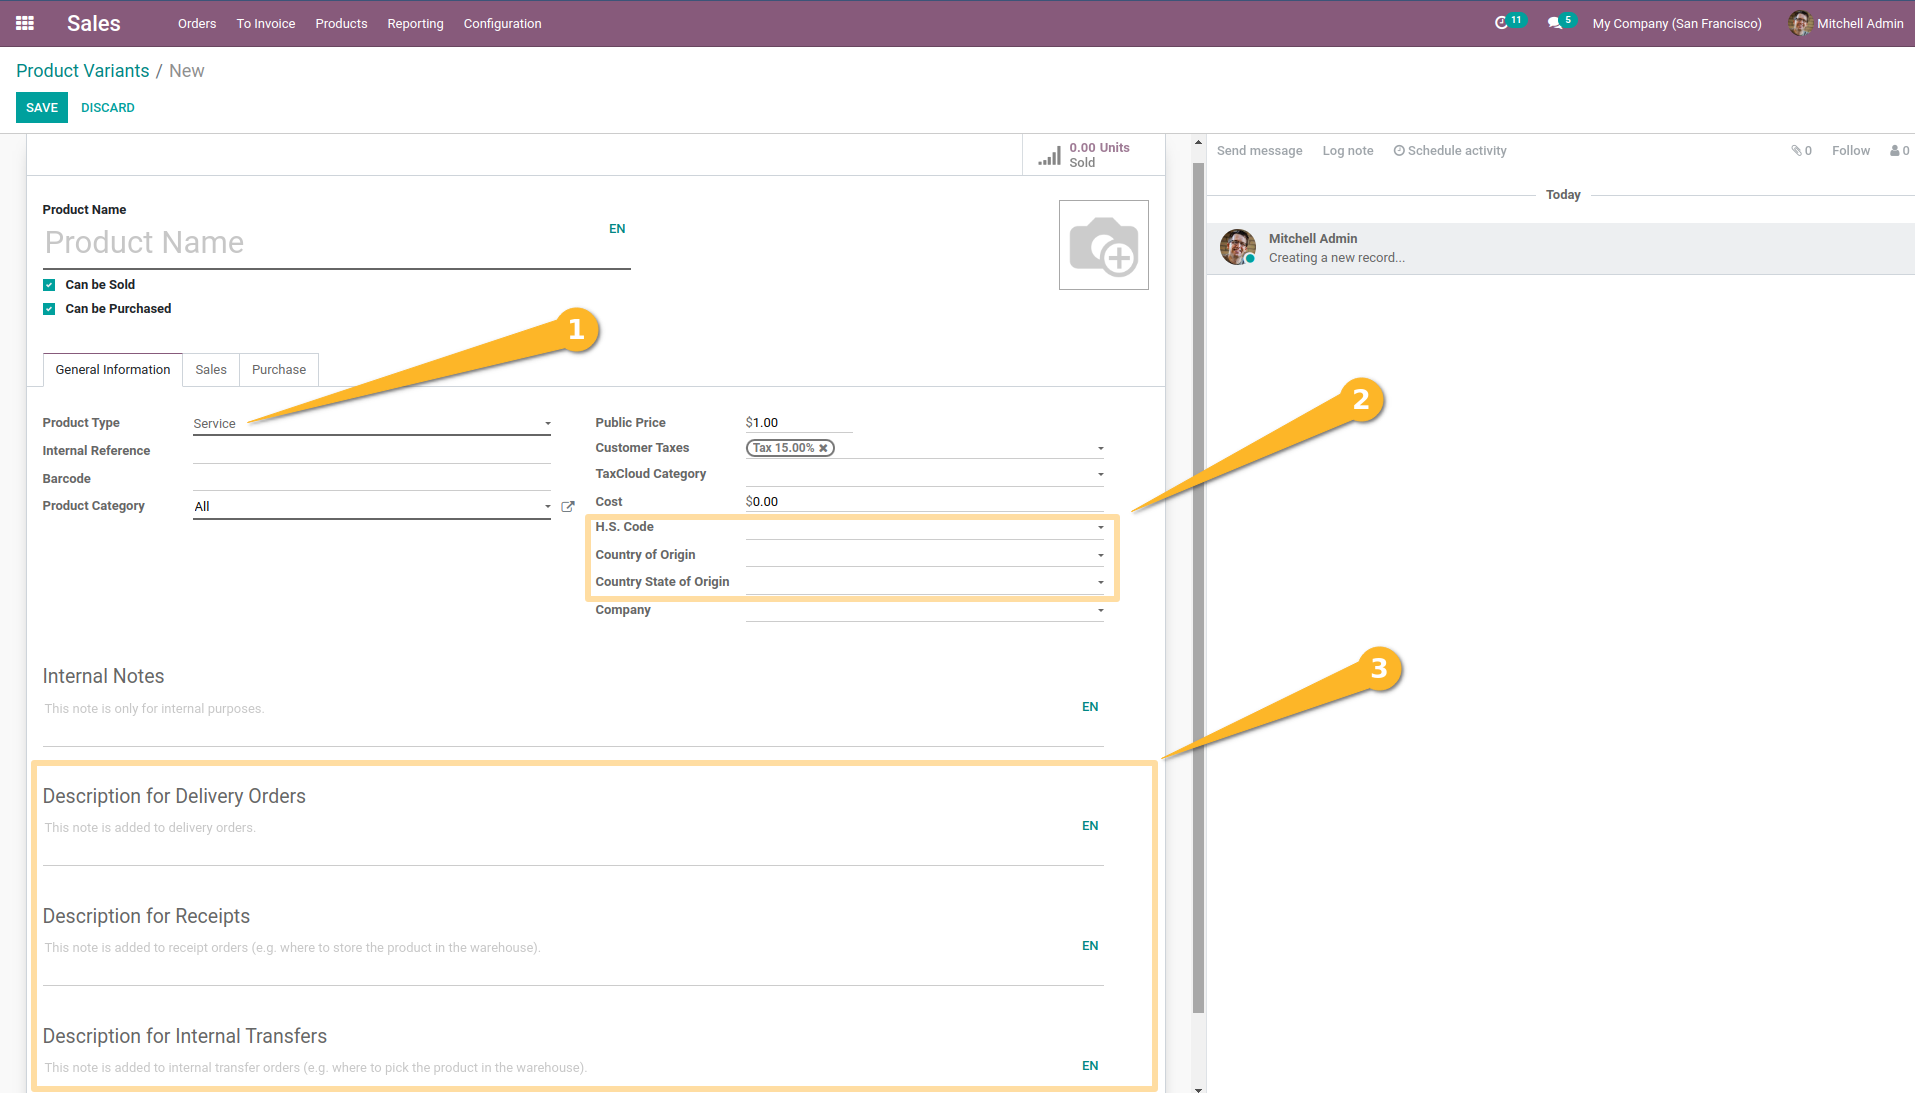 Sales Orders To Invoice Products Reporting Configuration 11 5 My Company (San Francisco) Mitchell Admin
Product Variants / New
SAVE DISCARD
0.00 Units
Sold
Send message Log note Schedule activity 0 Follow 0
Today
Mitchell Admin
Creating a new record...
Product Name
Product Name EN
Can be Sold
Can be Purchased
1
General Information Sales Purchase
2
Product Type Service
Internal Reference
Barcode
Product Category All
Public Price $1.00
Customer Taxes Tax 15.00% ✖
TaxCloud Category
Cost $0.00
H.S. Code
Country of Origin
Country State of Origin
Company
3
Internal Notes
This note is only for internal purposes. EN
Description for Delivery Orders
This note is added to delivery orders. EN
Description for Receipts
This note is added to receipt orders (e.g. where to store the product in the warehouse). EN
Description for Internal Transfers
This note is added to internal transfer orders (e.g. where to pick the product in the warehouse). EN